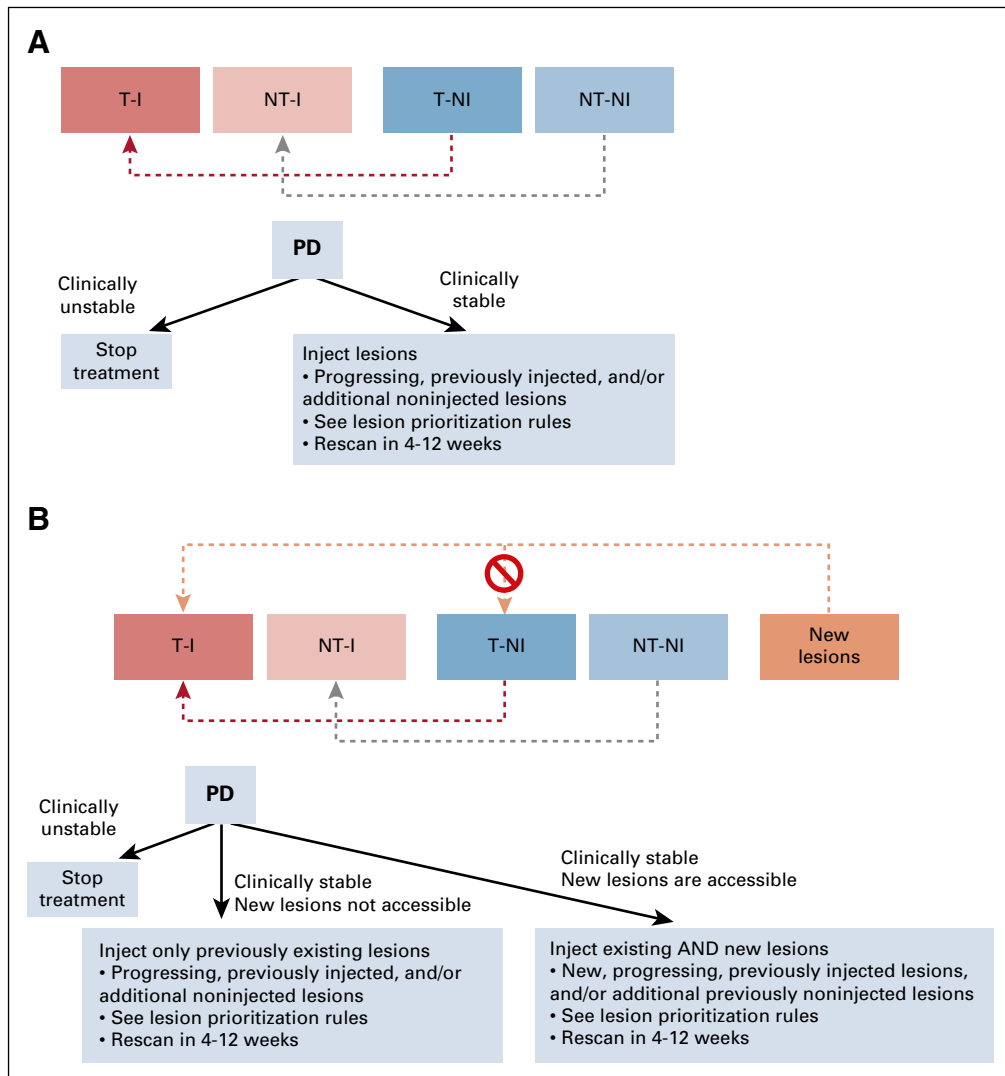 A
T-I
NT-I
T-NI
NT-NI
PD
Clinically
unstable
Clinically
stable
Stop
treatment
Inject lesions
• Progressing, previously injected, and/or
additional noninjected lesions
• See lesion prioritization rules
• Rescan in 4-12 weeks
B
T-I
NT-I
T-NI
NT-NI
New
lesions
PD
Clinically
unstable
Stop
treatment
Clinically stable
New lesions not accessible
Clinically stable
New lesions are accessible
Inject only previously existing lesions
• Progressing, previously injected, and/or
additional noninjected lesions
• See lesion prioritization rules
• Rescan in 4-12 weeks
Inject existing AND new lesions
• New, progressing, previously injected lesions,
and/or additional previously noninjected lesions
• See lesion prioritization rules
• Rescan in 4-12 weeks